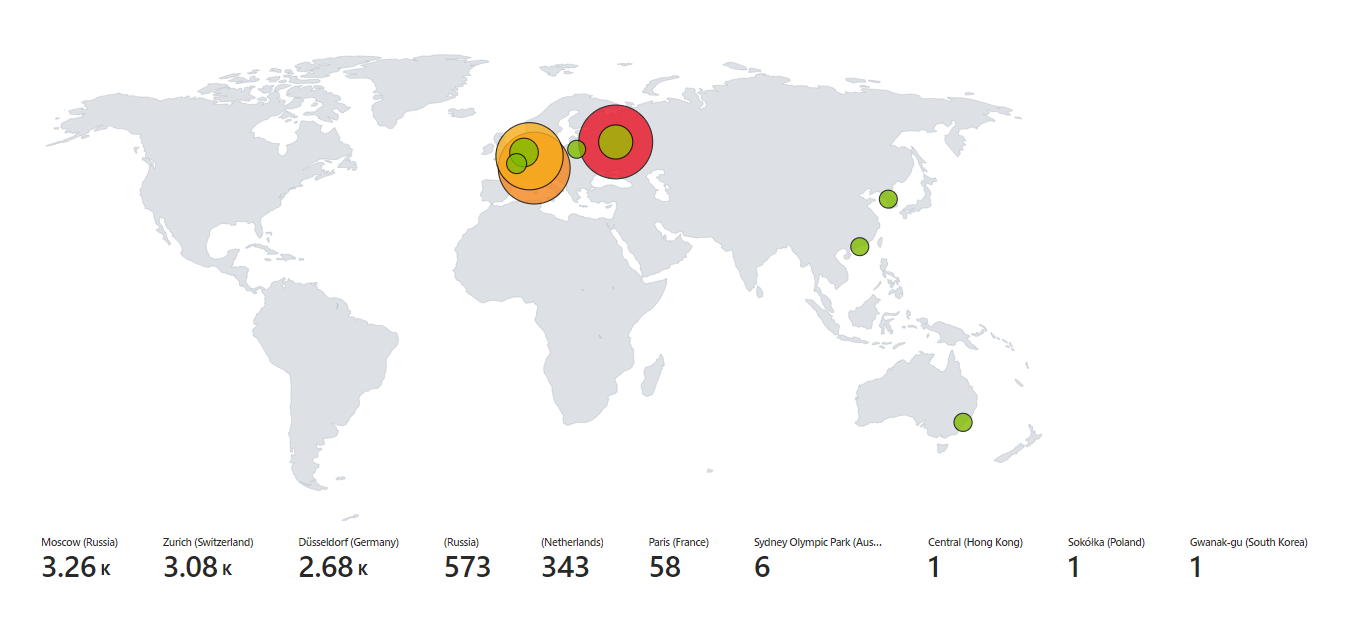 Moscow (Russia) Zurich (Switzerland) Düsseldorf (Germany) (Russia) (Netherlands) Paris (France) Sydney Olympic Park (Aus... Central (Hong Kong) Sokółka (Poland) Gwanak-gu (South Korea)
3.26 K 3.08 K 2.68 K 573 343 58 6 1 1 1